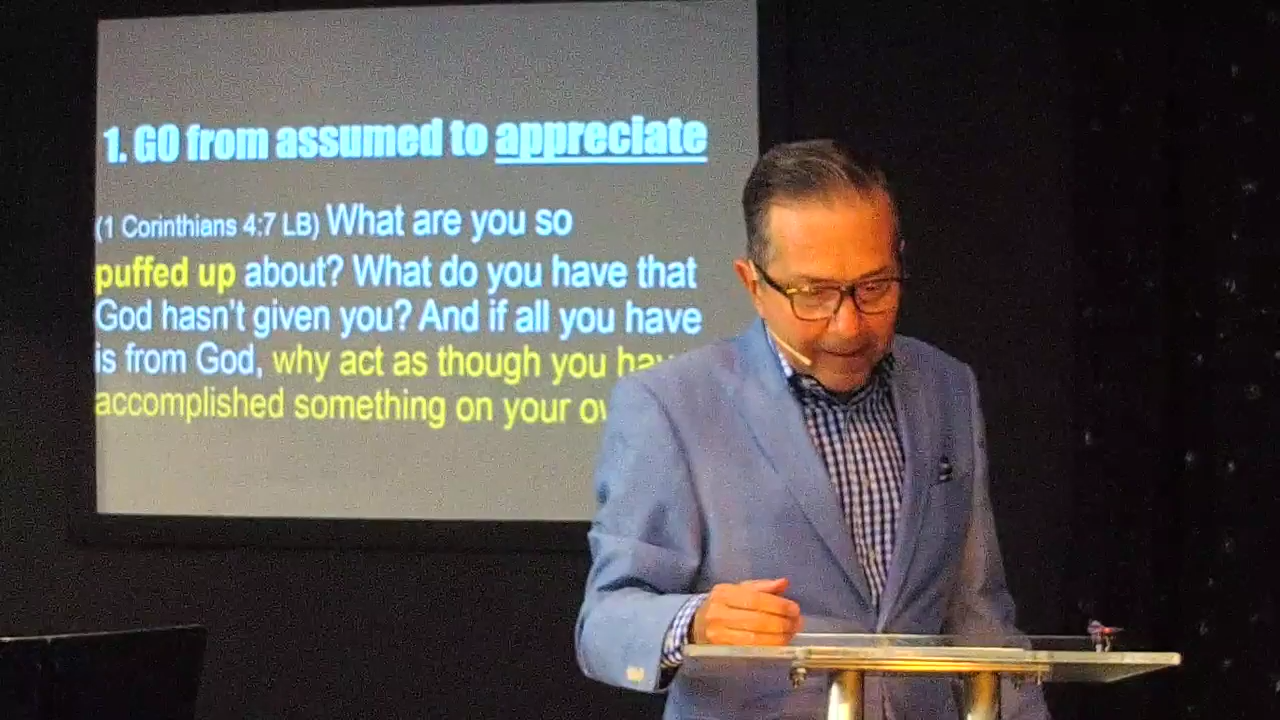 1. GO from assumed to appreciate
(1 Corinthians 4:7 LB) What are you so
puffed up about? What do you have that
God hasn't given you? And if all you have
is from God, why act as though you
accomplished something on your